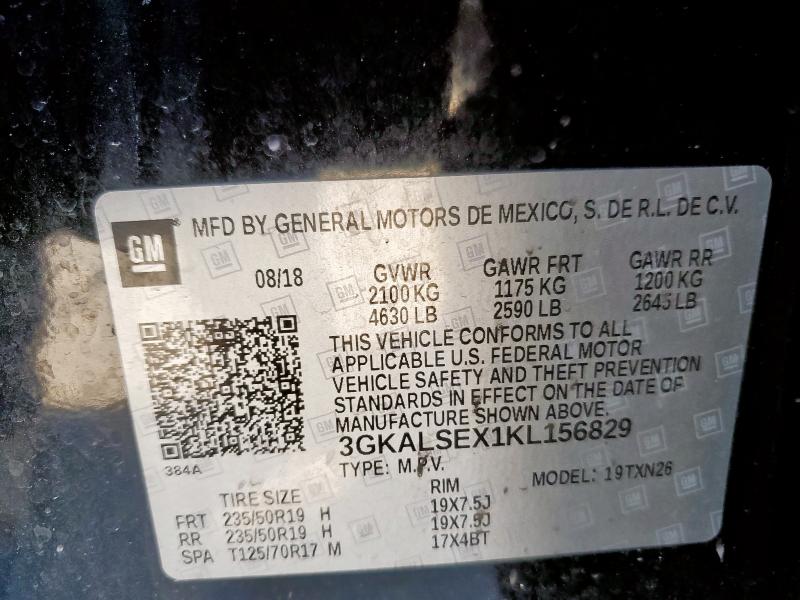 GM MFD BY GENERAL MOTORS DE MEXICO, S. DE R.L. DE C.V.
08/18 GVWR GAWR FRT GAWR RR
2100 KG 1175 KG 1200 KG
4630 LB 2590 LB 2645 LB
THIS VEHICLE CONFORMS TO ALL
APPLICABLE U.S. FEDERAL MOTOR
VEHICLE SAFETY AND THEFT PREVENTION
STANDARDS IN EFFECT ON THE DATE OF
MANUFACTURE SHOWN ABOVE.
3GKALSEX1KL156829
384A
TYPE: M.P.V. MODEL: 19TXN26
TIRE SIZE RIM
FRT 235/50R19 H 19X7.5J
RR 235/50R19 H 19X7.5J
SPA T125/70R17 M 17X4BT